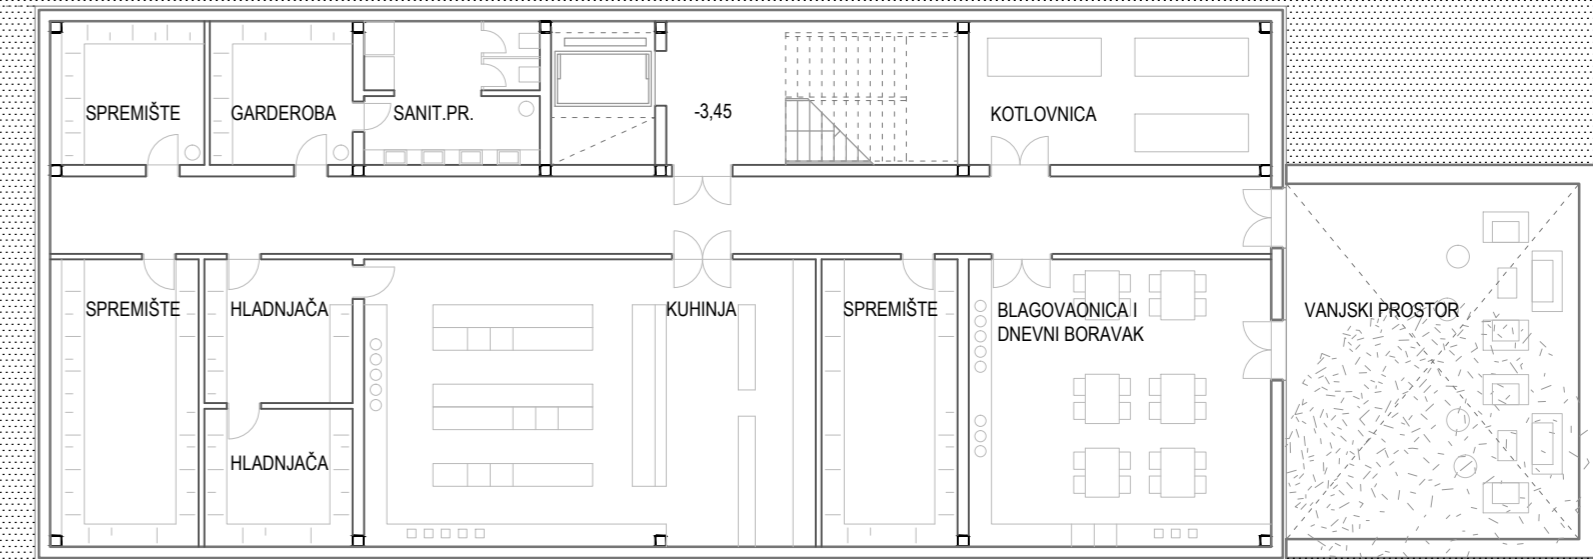 SPREMIŠTE
GARDEROBA
SANIT.PR.
-3,45
KOTLOVNICA
SPREMIŠTE
HLADNJAČA
KUHINJA
SPREMIŠTE
BLAGOVAONICA I
DNEVNI BORAVAK
VANJSKI PROSTOR
HLADNJAČA